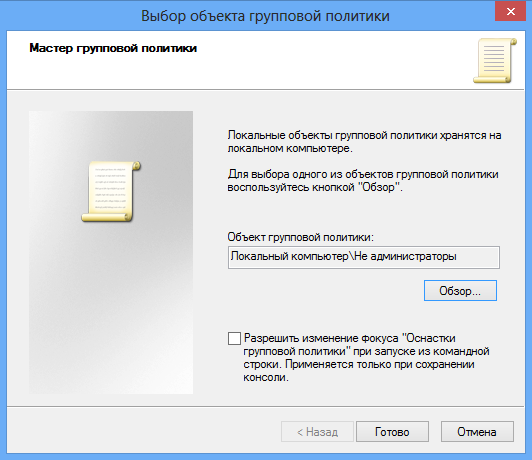 Выбор объекта групповой политики
Мастер групповой политики
Локальные объекты групповой политики хранятся на
локальном компьютере.
Для выбора одного из объектов групповой политики
воспользуйтесь кнопкой "Обзор".
Объект групповой политики:
Локальный компьютер\Не администраторы
Обзор...
Разрешить изменение фокуса "Оснастки
групповой политики" при запуске из командной
строки. Применяется только при сохранении
консоли.
< Назад
Готово
Отмена